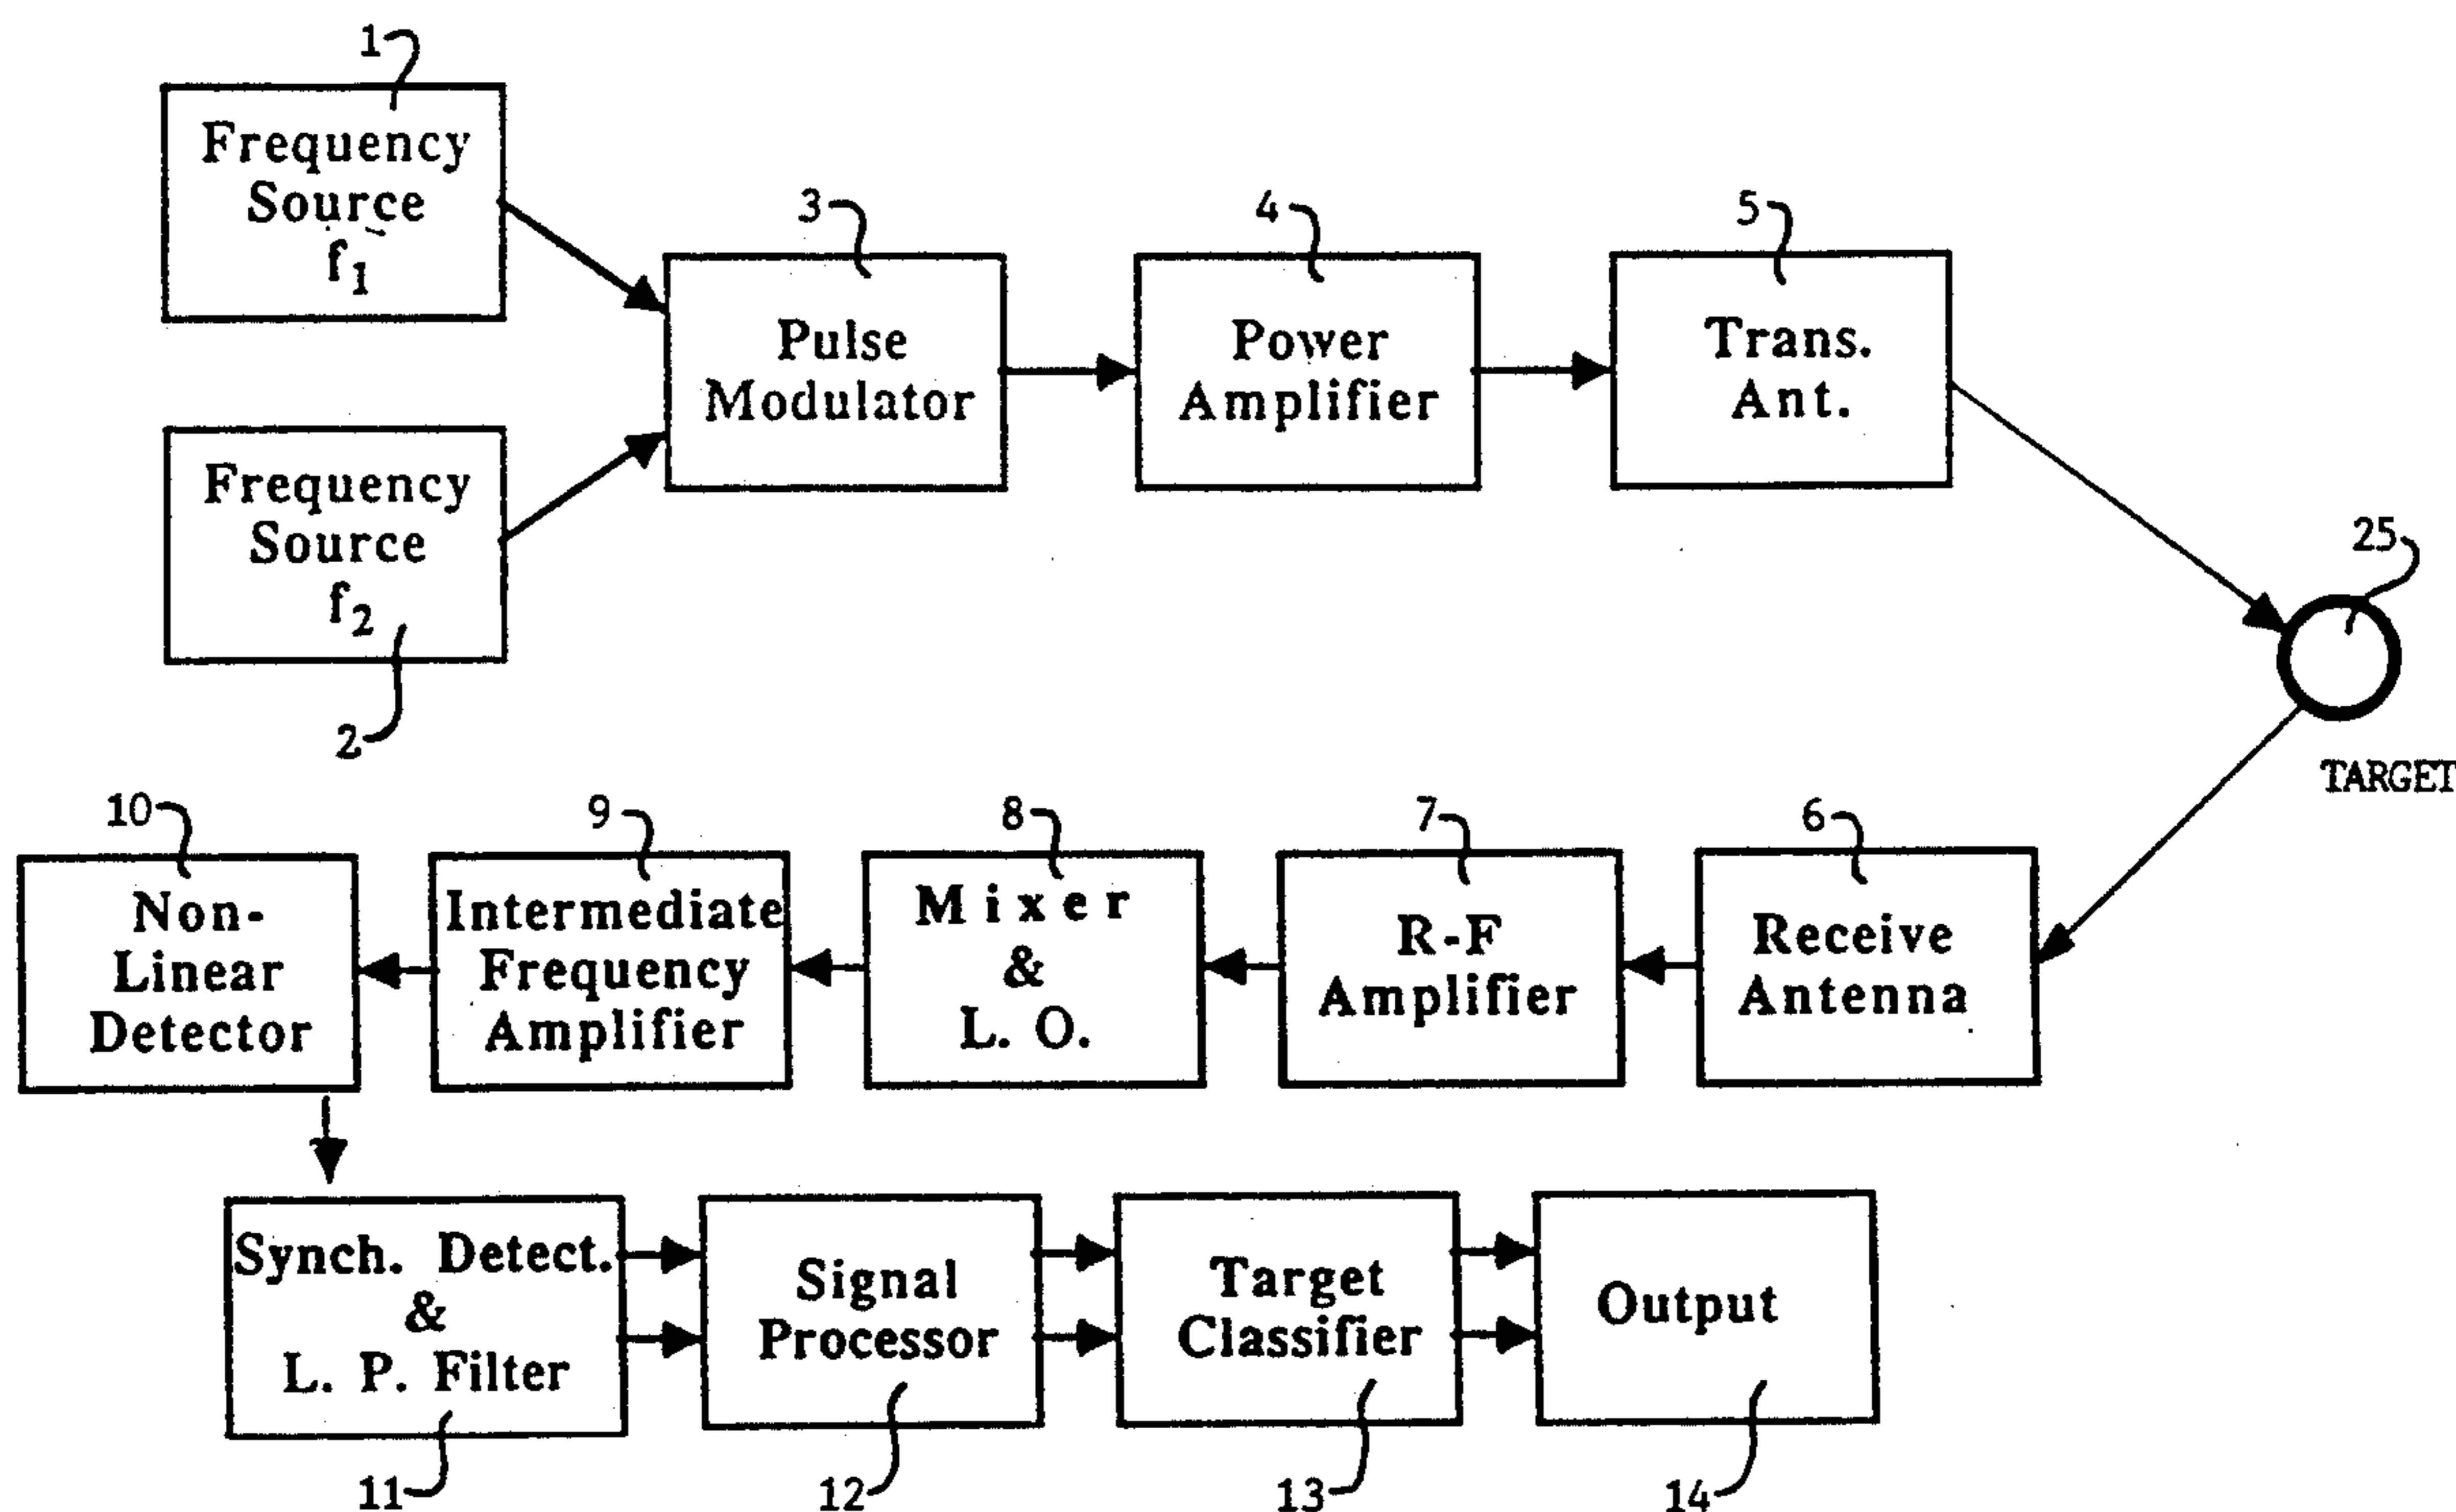 1
Frequency
Source
f1
3
Pulse
Modulator
4
Power
Amplifier
5
Trans.
Ant.
Frequency
Source
f2
2
25
TARGET
10
Non-
Linear
Detector
9
Intermediate
Frequency
Amplifier
8
Mixer
&
L. O.
7
R-F
Amplifier
6
Receive
Antenna
Synch. Detect.
&
L. P. Filter
11
Signal
Processor
12
Target
Classifier
13
Output
14